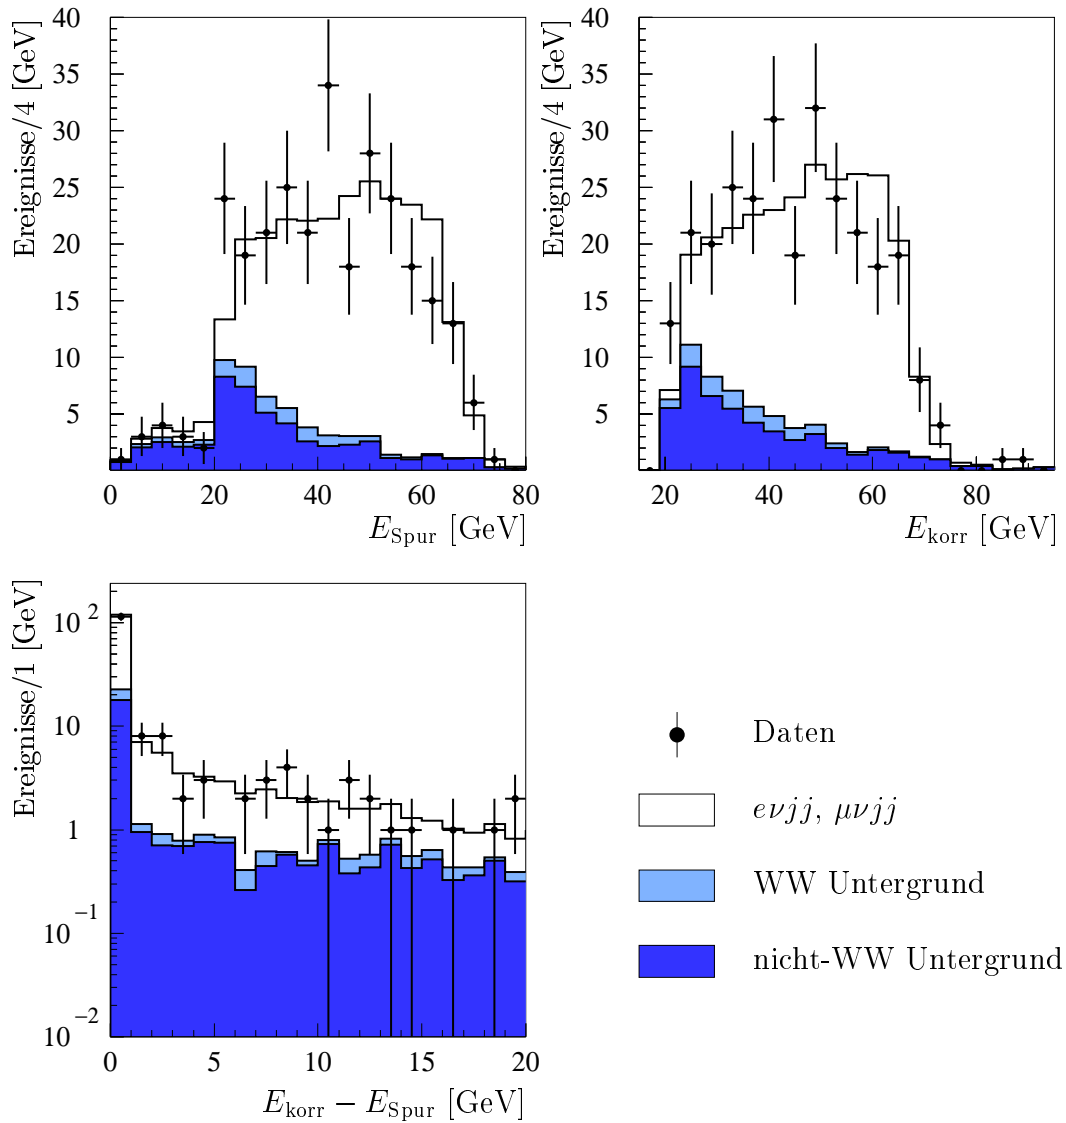 Ereignisse/4 [GeV]
40
35
30
25
20
15
10
5
0 20 40 60 80
E_Spur [GeV]
Ereignisse/4 [GeV]
40
35
30
25
20
15
10
5
20 40 60 80
E_korr [GeV]
Ereignisse/1 [GeV]
10^2
10
1
10^−1
10^−2
0 5 10 15 20
E_korr − E_Spur [GeV]
Daten
eνjj, μνjj
WW Untergrund
nicht-WW Untergrund